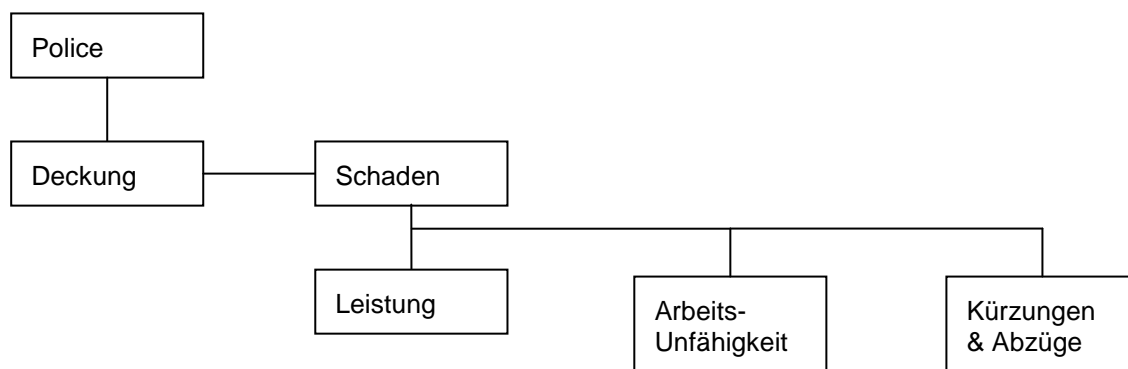 Police
Deckung
Schaden
Leistung
Arbeits-
Unfähigkeit
Kürzungen
& Abzüge